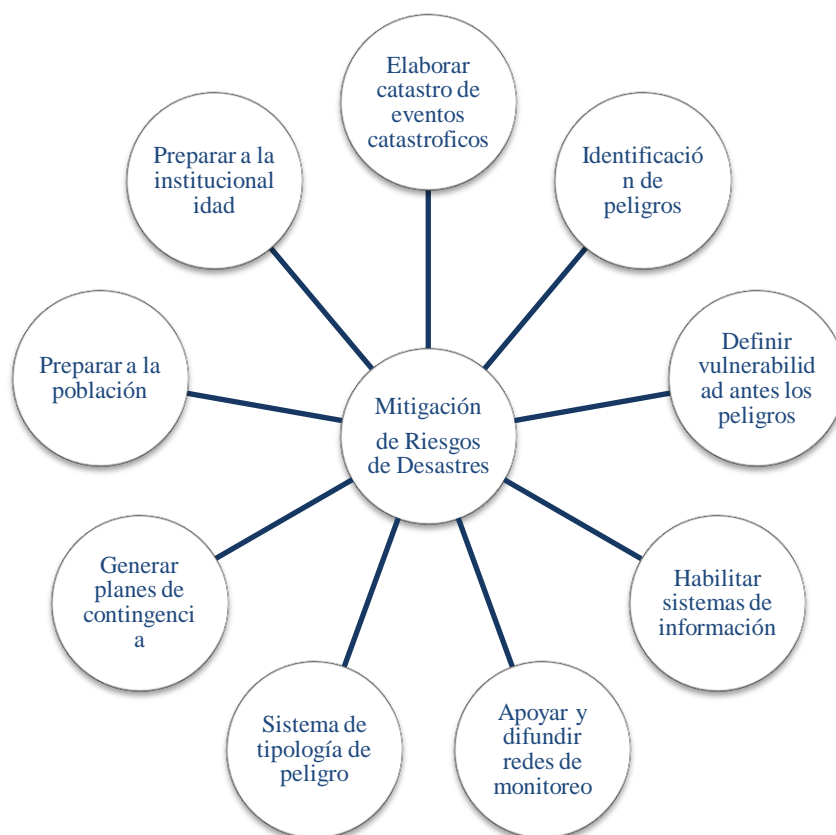 Elaborar
catastro de
eventos
catastroficos
Identificació
n de
peligros
Definir
vulnerabilid
ad antes los
peligros
Habilitar
sistemas de
información
Apoyar y
difundir
redes de
monitoreo
Sistema de
tipología de
peligro
Generar
planes de
contingenci
a
Preparar a la
población
Preparar a la
institucional
idad
Mitigación
de Riesgos
de Desastres